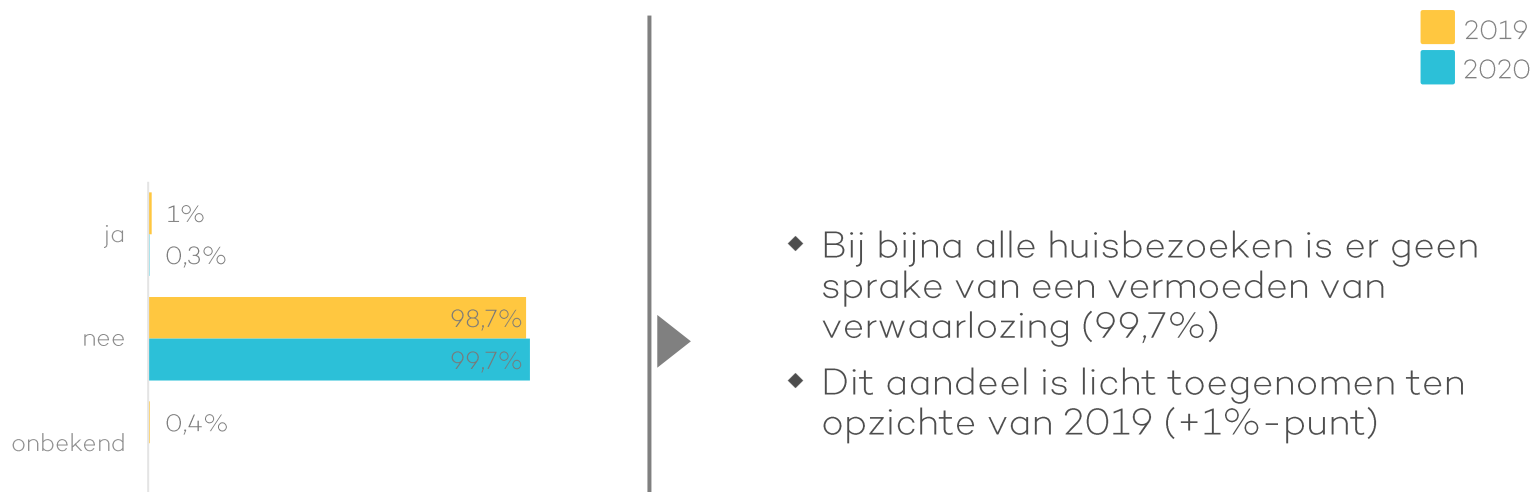 2019
2020
ja
1%
0,3%
nee
98,7%
99,7%
onbekend
0,4%
Bij bijna alle huisbezoeken is er geen
sprake van een vermoeden van
verwaarlozing (99,7%)
Dit aandeel is licht toegenomen ten
opzichte van 2019 (+1%-punt)